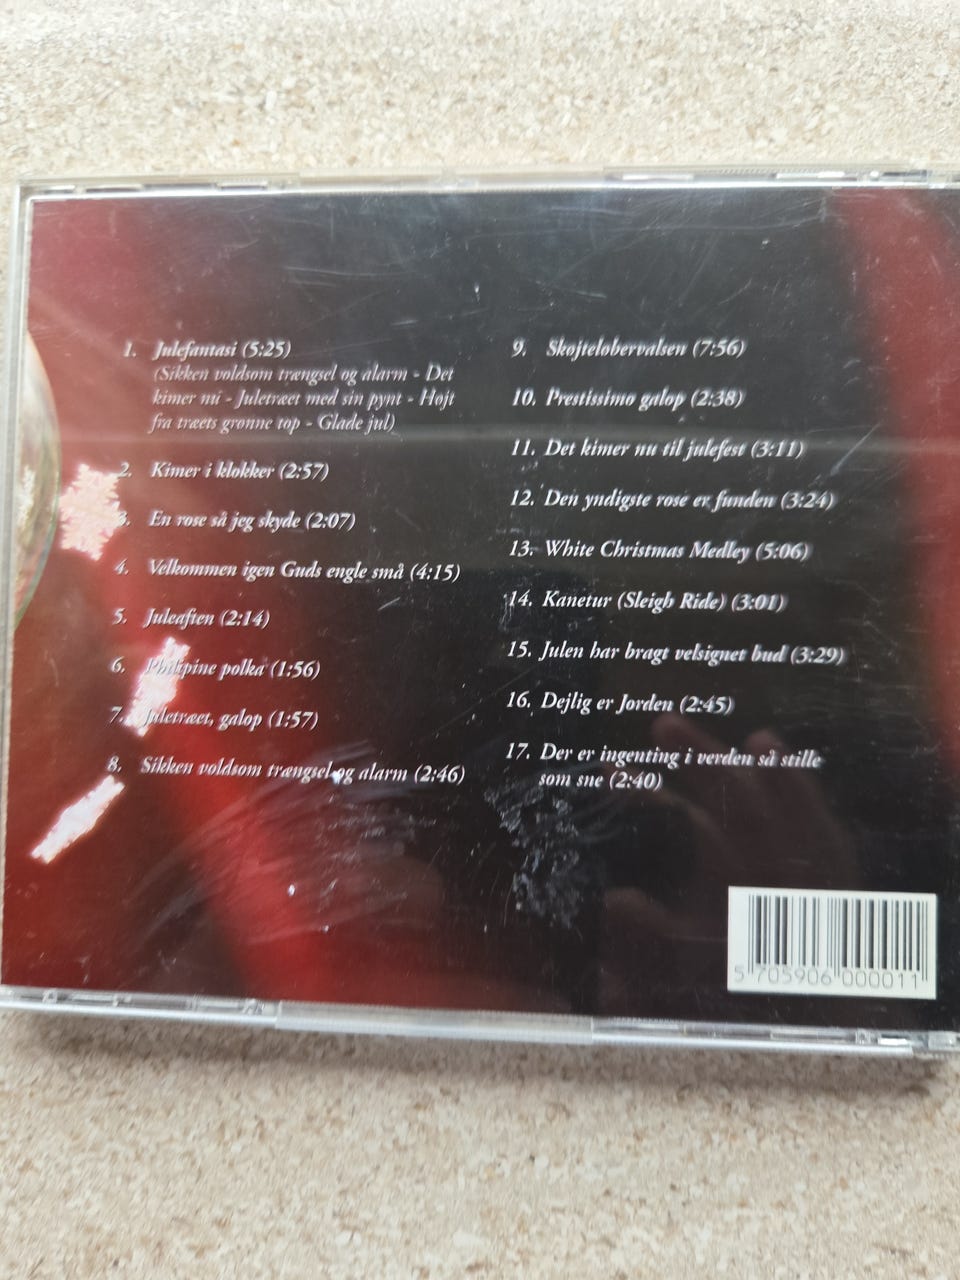 1. Julefantasi (5:25)
(Sikken voldsom trængsel og alarm - Det
kimer nu - Juletræet med sin pynt - Højt
fra træets grønne top - Glade jul)
2. Kimer i klokker (2:57)
3. En rose så jeg skyde (2:07)
4. Velkommen igen Guds engle små (4:15)
5. Juleaften (2:14)
6. Philipine polka (1:56)
7. Juletræet, galop (1:57)
8. Sikken voldsom trængsel og alarm (2:46)
9. Skøjteløbervalsen (7:56)
10. Prestissimo galop (2:38)
11. Det kimer nu til julefest (3:11)
12. Den yndigste rose er funden (3:24)
13. White Christmas Medley (5:06)
14. Kanetur (Sleigh Ride) (3:01)
15. Julen har bragt velsignet bud (3:29)
16. Dejlig er Jorden (2:45)
17. Der er ingenting i verden så stille
som sne (2:40)
5 705906 000011